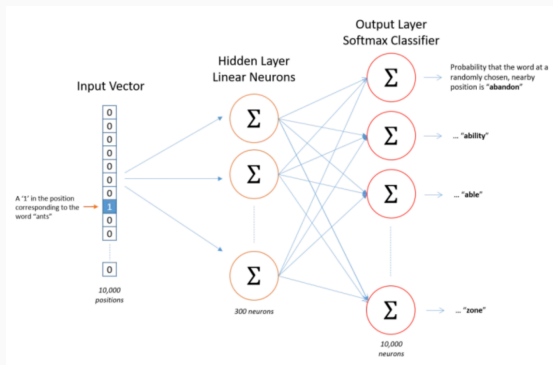 Output Layer
Softmax Classifier
Hidden Layer
Linear Neurons
Input Vector
0
0
0
0
0
0
0
1
0
0
0
A '1' in the position
corresponding to the
word "ants"
10,000
positions
Σ
Σ
Σ
300 neurons
Σ
Σ
Σ
Σ
10,000
neurons
Probability that the word at a
randomly chosen, nearby
position is "abandon"
... "ability"
... "able"
... "zone"